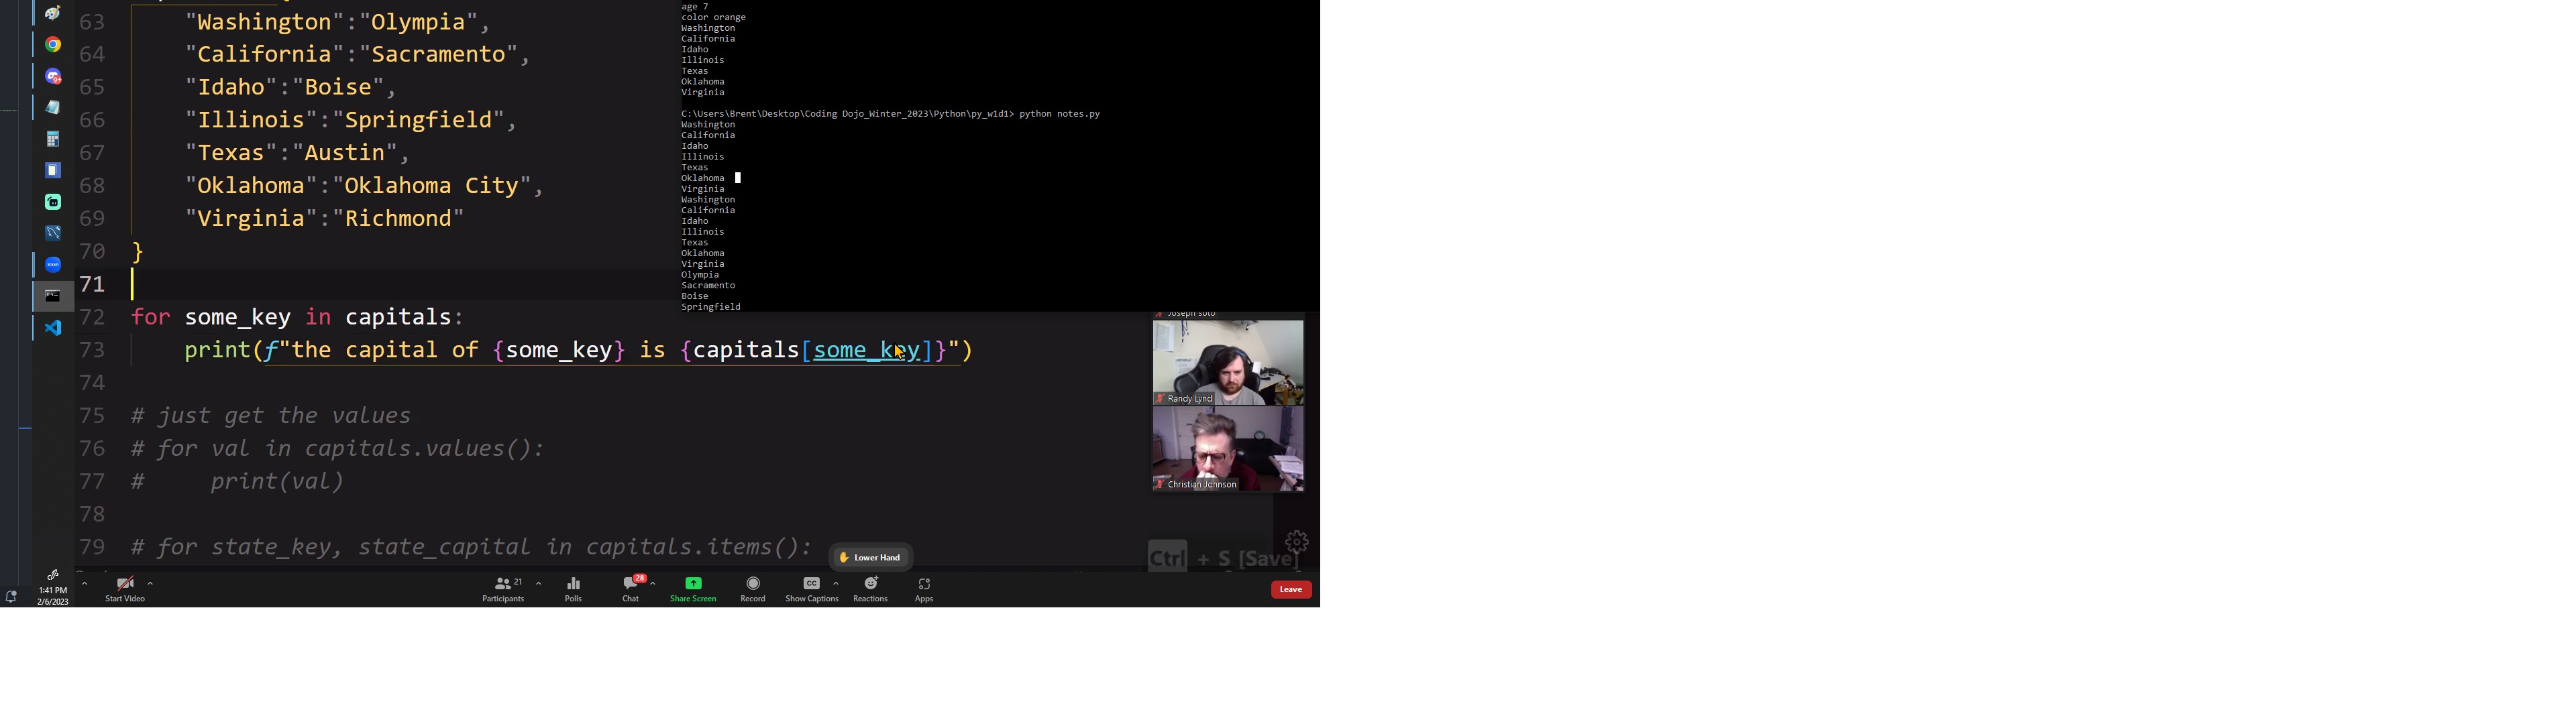 63 "Washington":"Olympia",
64 "California":"Sacramento",
65 "Idaho":"Boise",
66 "Illinois":"Springfield",
67 "Texas":"Austin",
68 "Oklahoma":"Oklahoma City",
69 "Virginia":"Richmond"
70 }
71
72 for some_key in capitals:
73 print(f"the capital of {some_key} is {capitals[some_key]}")
74
75 # just get the values
76 # for val in capitals.values():
77 #     print(val)
78
79 # for state_key, state_capital in capitals.items():
age 7
color orange
Washington
California
Idaho
Illinois
Texas
Oklahoma
Virginia
C:\Users\Brent\Desktop\Coding Dojo_Winter_2023\Python\py_w1d1> python notes.py
Washington
California
Idaho
Illinois
Texas
Oklahoma
Virginia
Washington
California
Idaho
Illinois
Texas
Oklahoma
Virginia
Olympia
Sacramento
Boise
Springfield
Joseph soto
Randy Lynd
Christian Johnson
Ctrl + S [Save]
Lower Hand
1:41 PM
2/6/2023
Start Video
21
Participants
Polls
28
Chat
Share Screen
Record
CC
Show Captions
Reactions
Apps
Leave